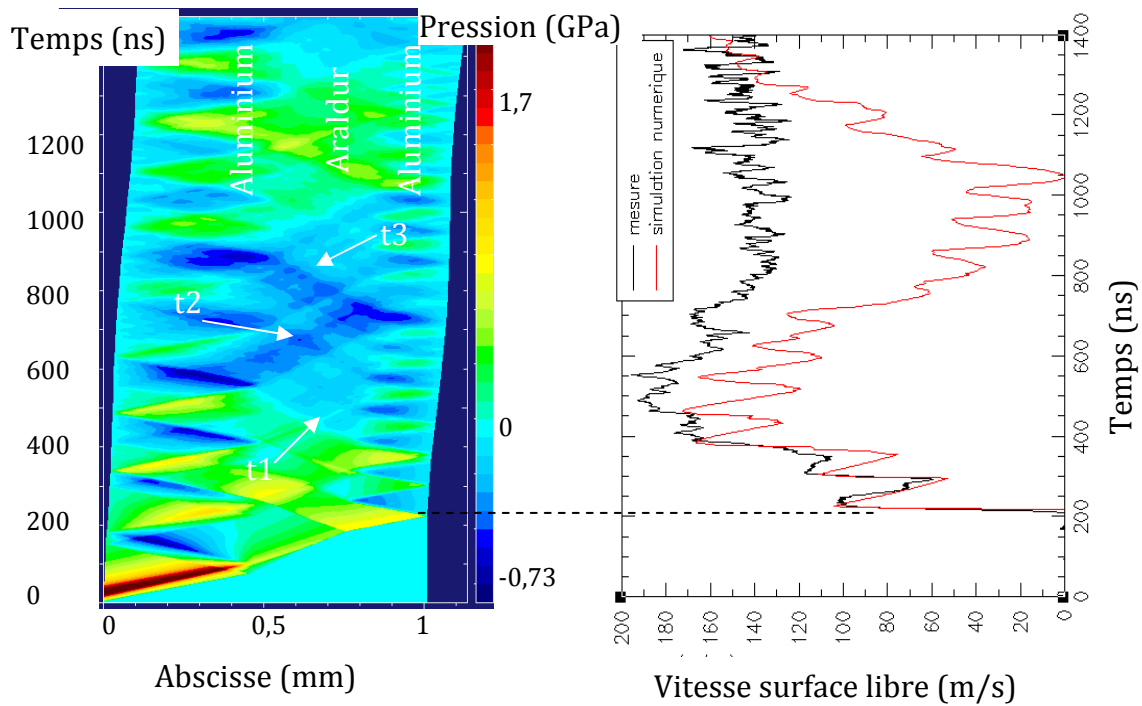 Temps (ns)
Pression (GPa)
Aluminium
Araldur
Aluminium
1200
1000
800
600
400
200
0
t3
t2
t1
1,7
0
-0,73
0
0,5
1
Abscisse (mm)
mesure
simulation numerique
1400
1200
1000
800
600
400
200
0
Temps (ns)
200
180
160
140
120
100
80
60
40
20
0
Vitesse surface libre (m/s)